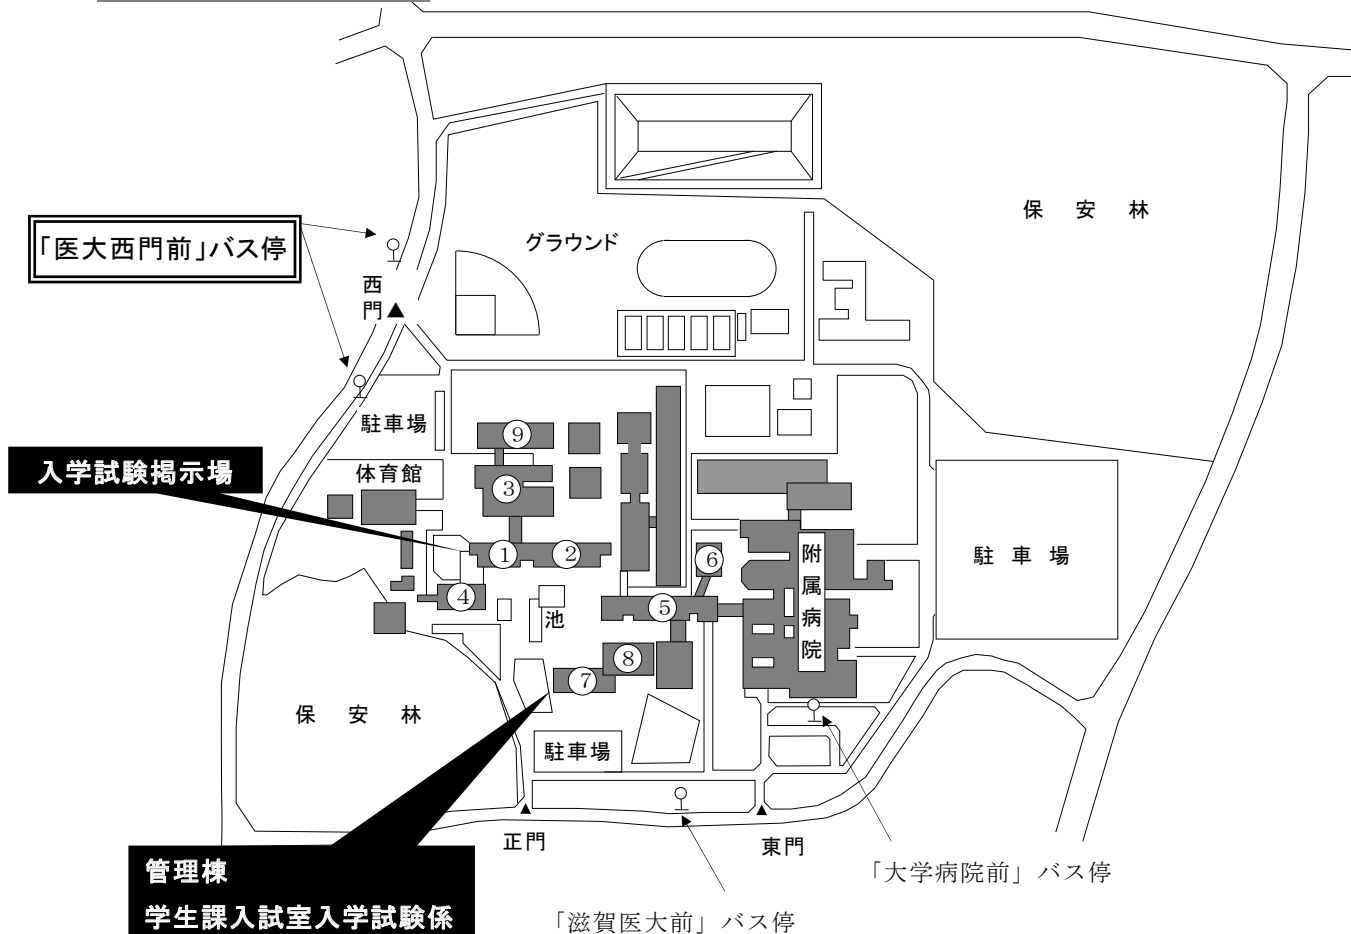 保安林
グラウンド
「医大西門前」バス停
西門
駐車場
⑨
入学試験掲示場
体育館
③
①
②
⑥
附属病院
駐車場
④
⑤
池
⑧
⑦
保安林
駐車場
正門
東門
管理棟
学生課入試室入学試験係
「大学病院前」バス停
「滋賀医大前」バス停